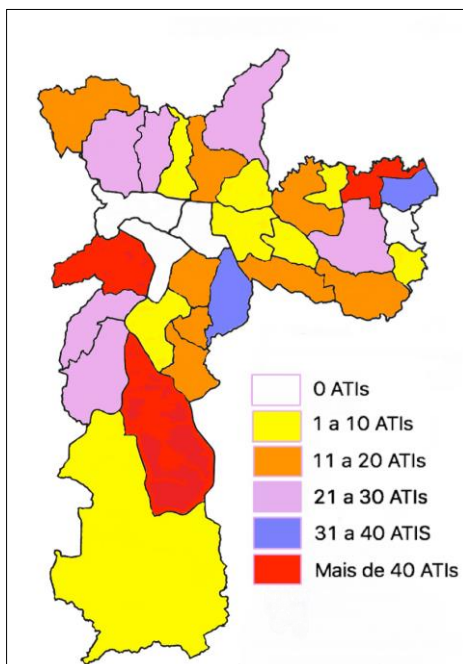 0 ATIs
1 a 10 ATIs
11 a 20 ATIs
21 a 30 ATIs
31 a 40 ATIS
Mais de 40 ATIs